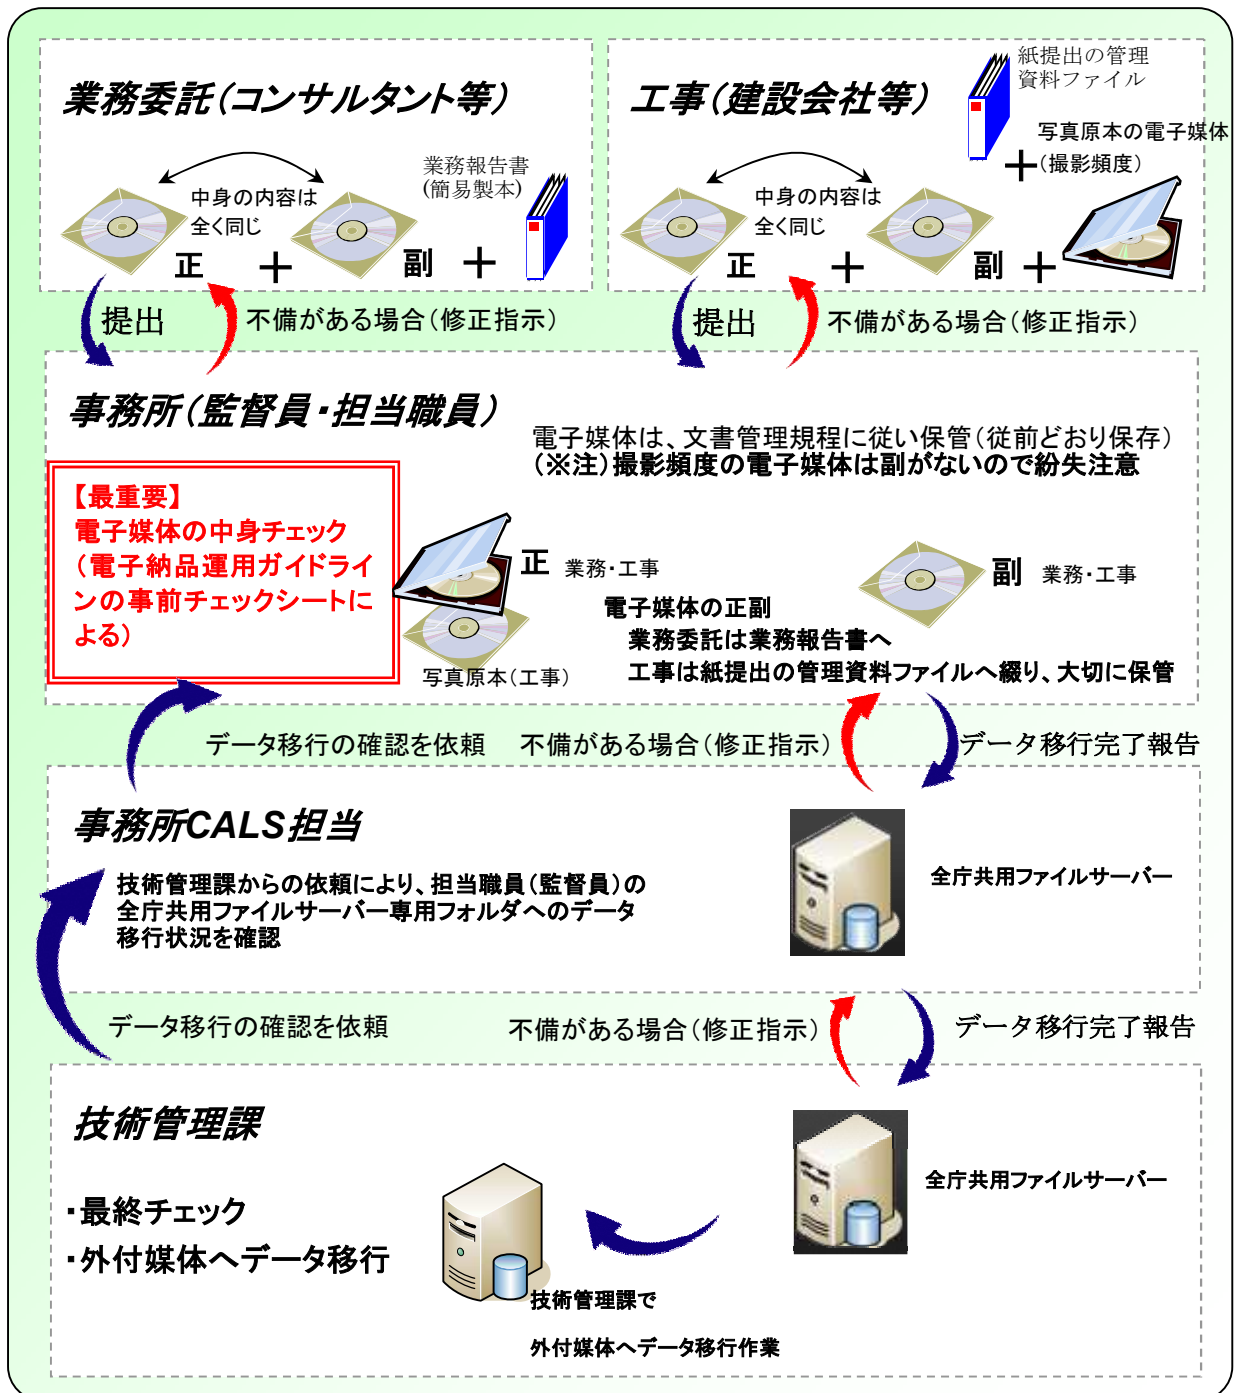 業務委託（コンサルタント等）
中身の内容は
全く同じ
業務報告書
(簡易製本)
正
＋
副
＋
工事（建設会社等）
紙提出の管理
資料ファイル
写真原本の電子媒体
（撮影頻度）
＋
中身の内容は
全く同じ
正
＋
副
＋
提出
不備がある場合（修正指示）
提出
不備がある場合（修正指示）
事務所（監督員・担当職員）
電子媒体は、文書管理規程に従い保管（従前どおり保存）
（※注）撮影頻度の電子媒体は副がないので紛失注意
【最重要】
電子媒体の中身チェック
（電子納品運用ガイドライ
ンの事前チェックシートに
よる）
正 業務・工事
副 業務・工事
電子媒体の正副
業務委託は業務報告書へ
工事は紙提出の管理資料ファイルへ綴り、大切に保管
写真原本（工事）
データ移行の確認を依頼
不備がある場合（修正指示）
データ移行完了報告
事務所CALS担当
技術管理課からの依頼により、担当職員（監督員）の
全庁共用ファイルサーバー専用フォルダへのデータ
移行状況を確認
全庁共用ファイルサーバー
データ移行の確認を依頼
不備がある場合（修正指示）
データ移行完了報告
技術管理課
・最終チェック
・外付媒体へデータ移行
全庁共用ファイルサーバー
技術管理課で
外付媒体へデータ移行作業